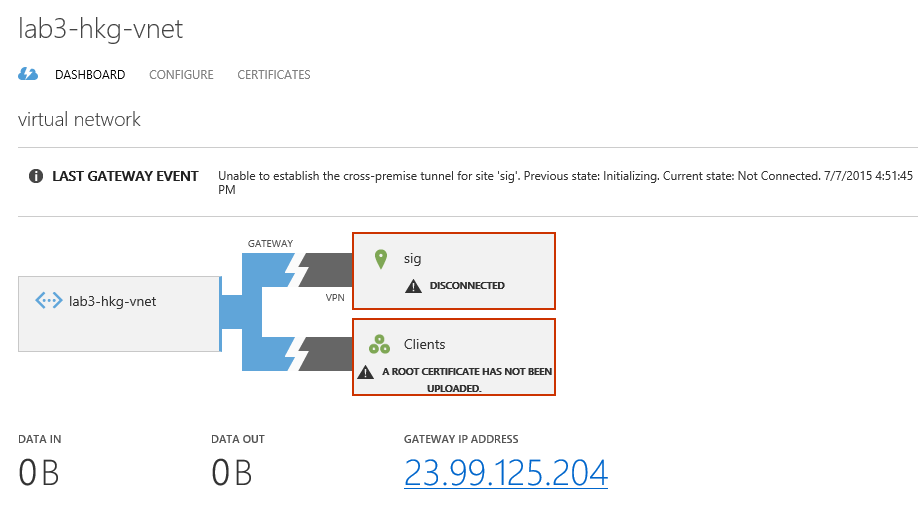 lab3-hkg-vnet
DASHBOARD CONFIGURE CERTIFICATES
virtual network
LAST GATEWAY EVENT Unable to establish the cross-premise tunnel for site 'sig'. Previous state: Initializing. Current state: Not Connected. 7/7/2015 4:51:45
PM
GATEWAY
sig
DISCONNECTED
VPN
lab3-hkg-vnet
Clients
A ROOT CERTIFICATE HAS NOT BEEN
UPLOADED.
DATA IN DATA OUT GATEWAY IP ADDRESS
0B 0B 23.99.125.204